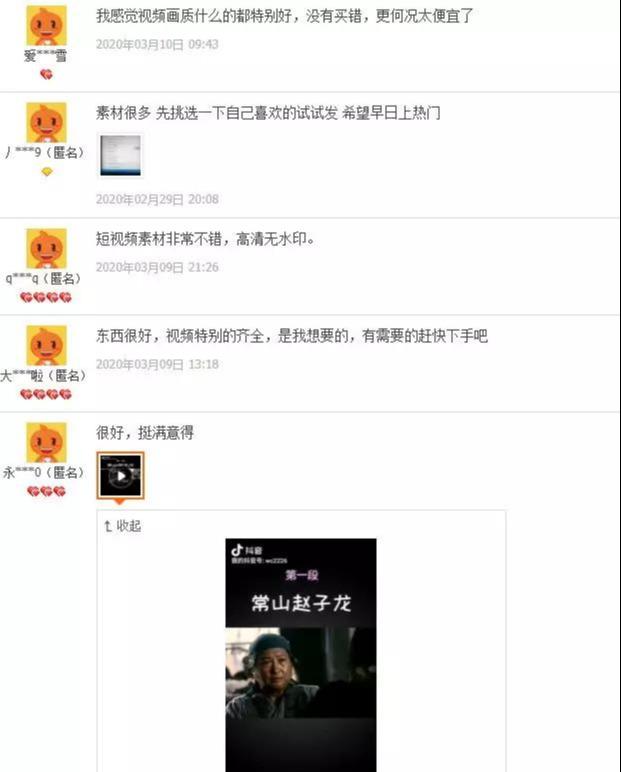 我感觉视频画质什么的都特别好，没有买错，更何况太便宜了
2020年03月10日 09:43
爱***雪
素材很多 先挑选一下自己喜欢的试试发 希望早日上热门
丿***9（匿名）
2020年02月29日 20:08
短视频素材非常不错，高清无水印。
2020年03月09日 21:26
q***q（匿名）
东西很好，视频特别的齐全，是我想要的，有需要的赶快下手吧
2020年03月09日 13:18
大***啦（匿名）
很好，挺满意得
永***0（匿名）
收起
抖音
第一段
常山赵子龙